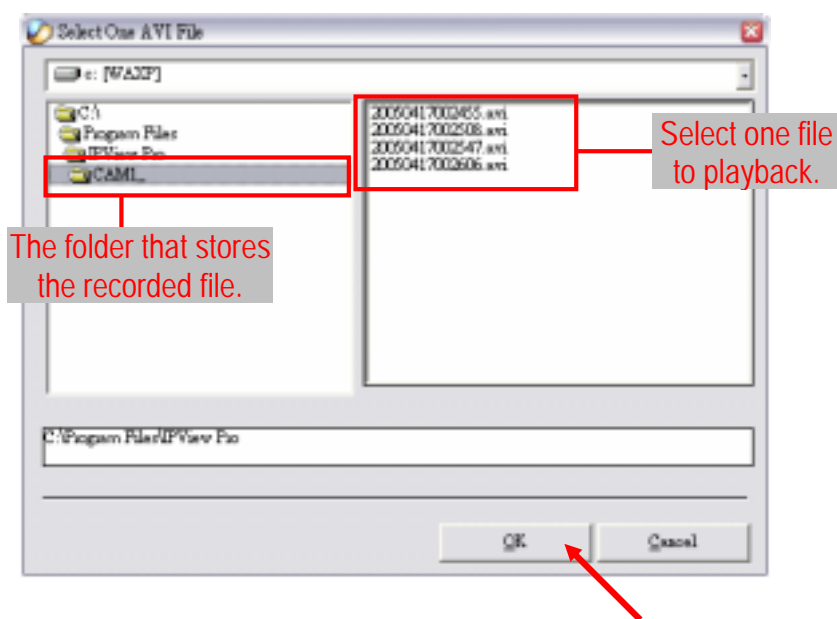 Select One AVI File
c: [WAXP]
C:\
Program Files
IPView Pro
CAM1_
20050417002455.avi
20050417002508.avi
20050417002547.avi
20050417002606.avi
Select one file
to playback.
The folder that stores
the recorded file.
C:\Program Files\IPView Pro
OK
Cancel